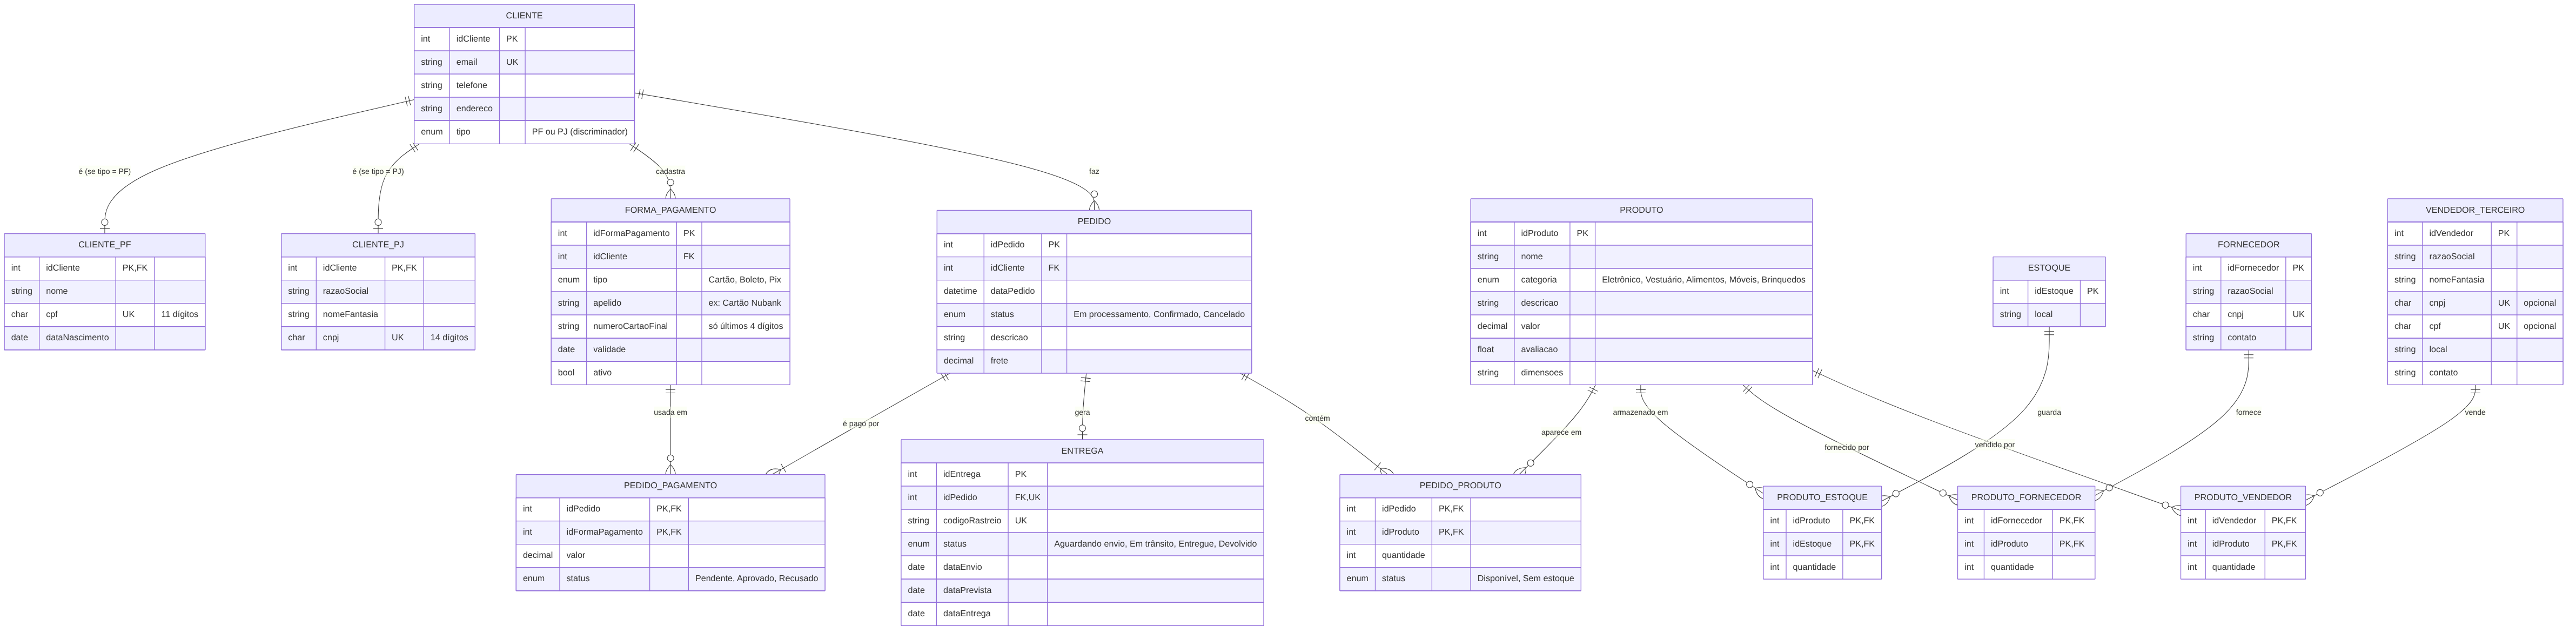 CLIENTE
int idCliente PK
string email UK
string telefone
string endereco
enum tipo PF ou PJ (discriminador)
é (se tipo = PF)
é (se tipo = PJ)
cadastra
faz
CLIENTE_PF
int idCliente PK,FK
string nome
char cpf UK 11 dígitos
date dataNascimento
CLIENTE_PJ
int idCliente PK,FK
string razaoSocial
string nomeFantasia
char cnpj UK 14 dígitos
FORMA_PAGAMENTO
int idFormaPagamento PK
int idCliente FK
enum tipo Cartão, Boleto, Pix
string apelido ex: Cartão Nubank
string numeroCartaoFinal só últimos 4 dígitos
date validade
bool ativo
PEDIDO
int idPedido PK
int idCliente FK
datetime dataPedido
enum status Em processamento, Confirmado, Cancelado
string descricao
decimal frete
PRODUTO
int idProduto PK
string nome
enum categoria Eletrônico, Vestuário, Alimentos, Móveis, Brinquedos
string descricao
decimal valor
float avaliacao
string dimensoes
ESTOQUE
int idEstoque PK
string local
FORNECEDOR
int idFornecedor PK
string razaoSocial
char cnpj UK
string contato
VENDEDOR_TERCEIRO
int idVendedor PK
string razaoSocial
string nomeFantasia
char cnpj UK opcional
char cpf UK opcional
string local
string contato
usada em
é pago por
gera
contém
aparece em
armazenado em
fornecido por
vendido por
guarda
fornece
vende
PEDIDO_PAGAMENTO
int idPedido PK,FK
int idFormaPagamento PK,FK
decimal valor
enum status Pendente, Aprovado, Recusado
ENTREGA
int idEntrega PK
int idPedido FK,UK
string codigoRastreio UK
enum status Aguardando envio, Em trânsito, Entregue, Devolvido
date dataEnvio
date dataPrevista
date dataEntrega
PEDIDO_PRODUTO
int idPedido PK,FK
int idProduto PK,FK
int quantidade
enum status Disponível, Sem estoque
PRODUTO_ESTOQUE
int idProduto PK,FK
int idEstoque PK,FK
int quantidade
PRODUTO_FORNECEDOR
int idFornecedor PK,FK
int idProduto PK,FK
int quantidade
PRODUTO_VENDEDOR
int idVendedor PK,FK
int idProduto PK,FK
int quantidade